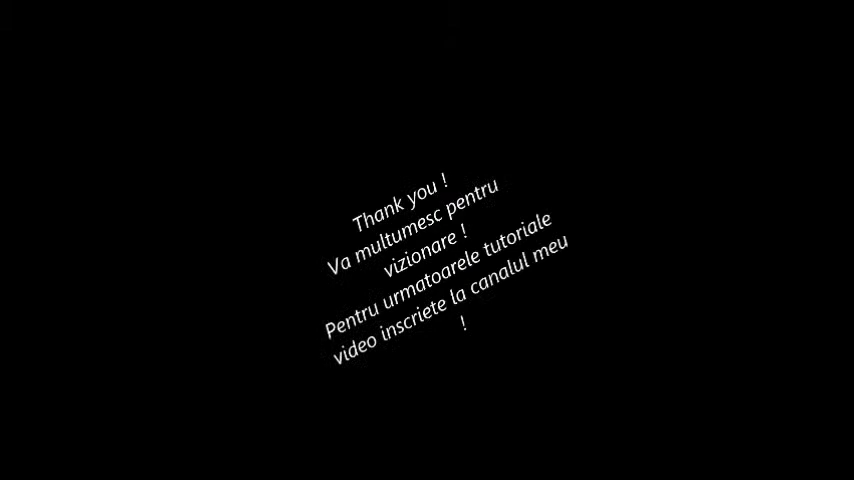 Thank you !
Va multumesc pentru
vizionare !
Pentru urmatoarele tutoriale
video inscriete la canalul meu
!